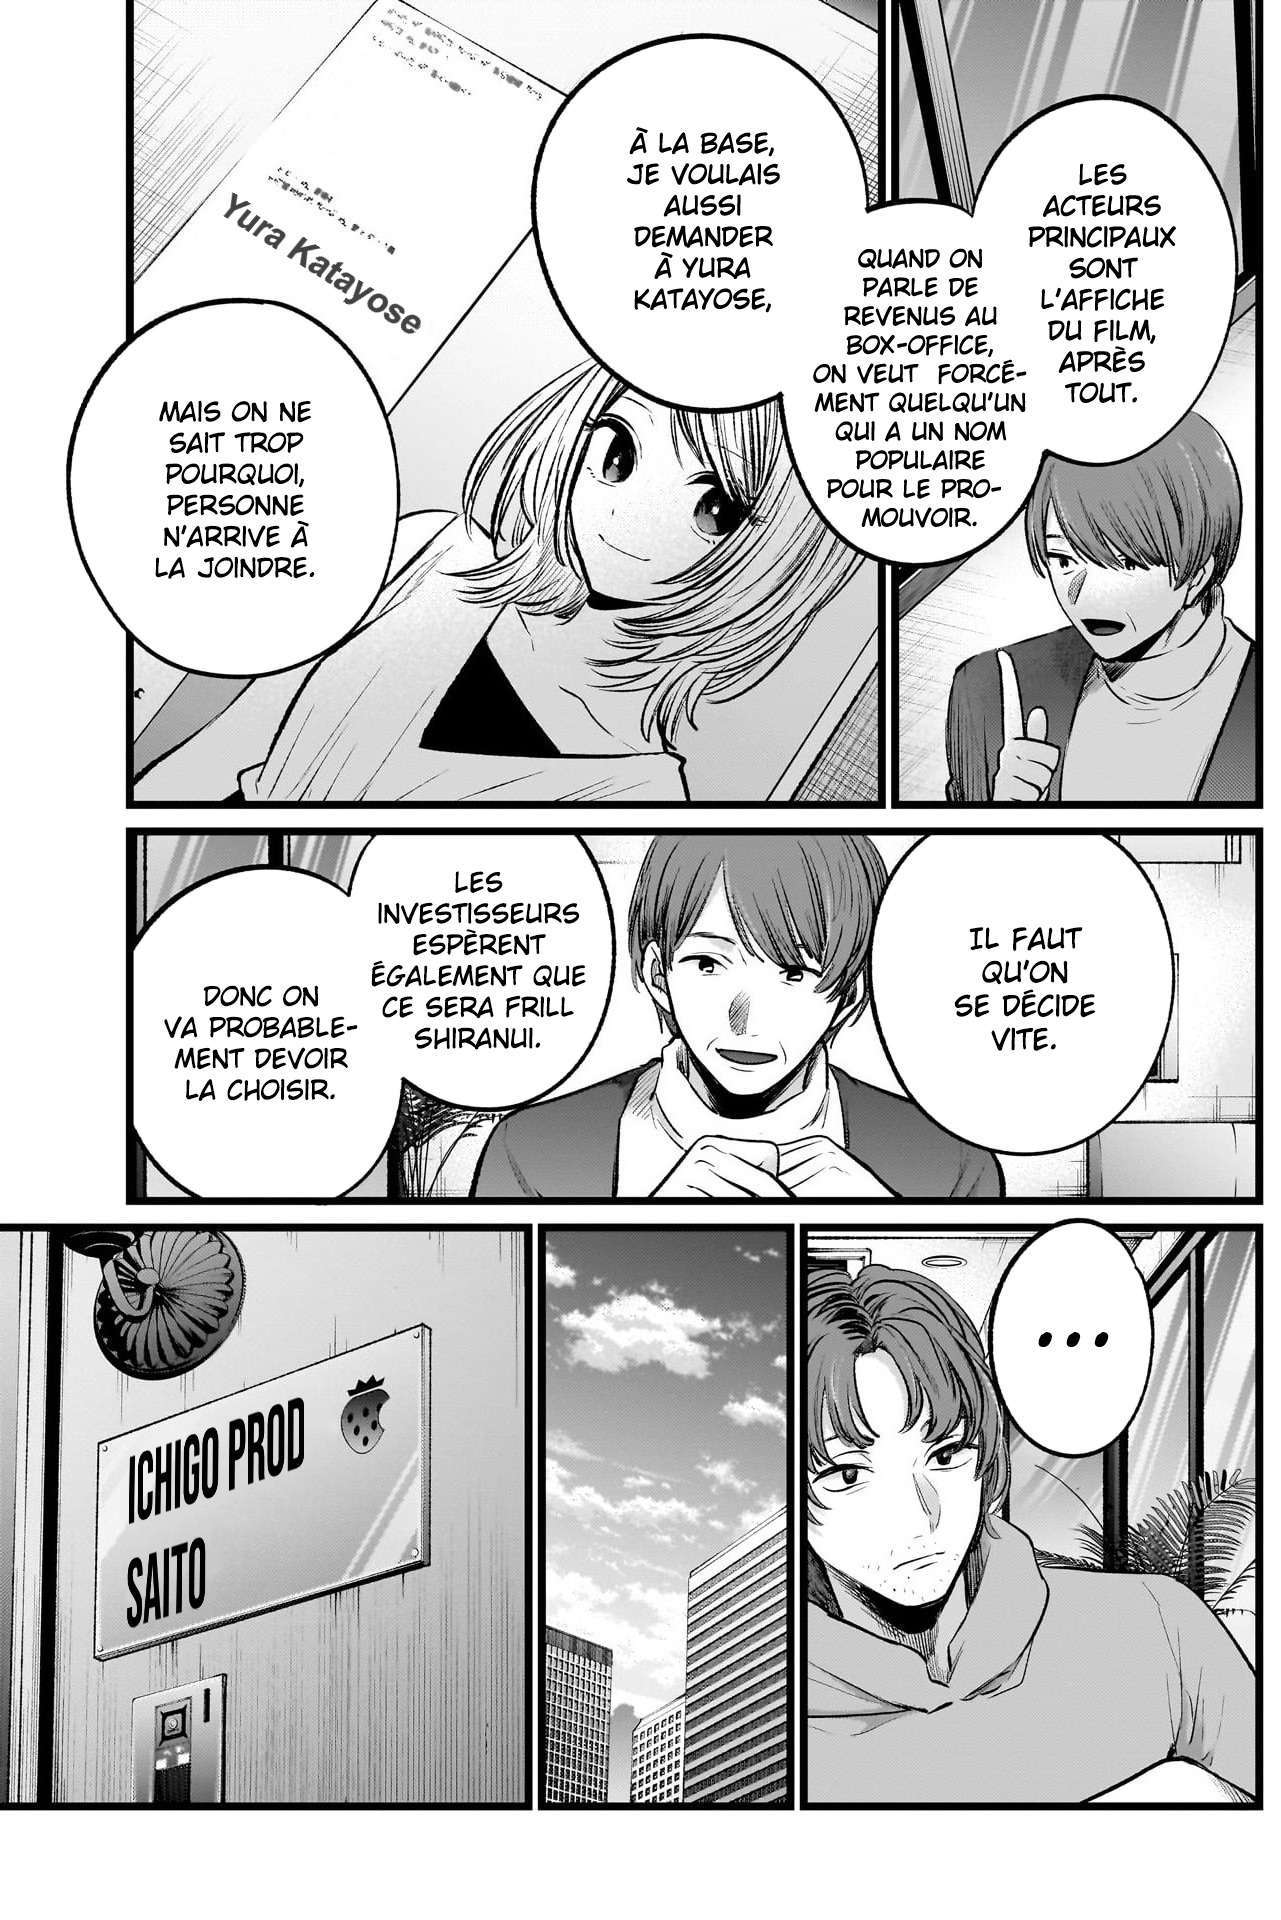 LES
ACTEURS
PRINCIPAUX
SONT
L'AFFICHE
DU FILM,
APRÈS
TOUT.
QUAND ON
PARLE DE
REVENUS AU
BOX-OFFICE,
ON VEUT FORCÉ-
MENT QUELQU'UN
QUI A UN NOM
POPULAIRE
POUR LE PRO-
MOUVOIR.
À LA BASE,
JE VOULAIS
AUSSI
DEMANDER
À YURA
KATAYOSE,
Yura Katayose
MAIS ON NE
SAIT TROP
POURQUOI,
PERSONNE
N'ARRIVE À
LA JOINDRE.
IL FAUT
QU'ON
SE DÉCIDE
VITE.
LES
INVESTISSEURS
ESPÈRENT
ÉGALEMENT QUE
CE SERA FRILL
SHIRANUI.
DONC ON
VA PROBABLE-
MENT DEVOIR
LA CHOISIR.
...
ICHIGO PROD
SAITO